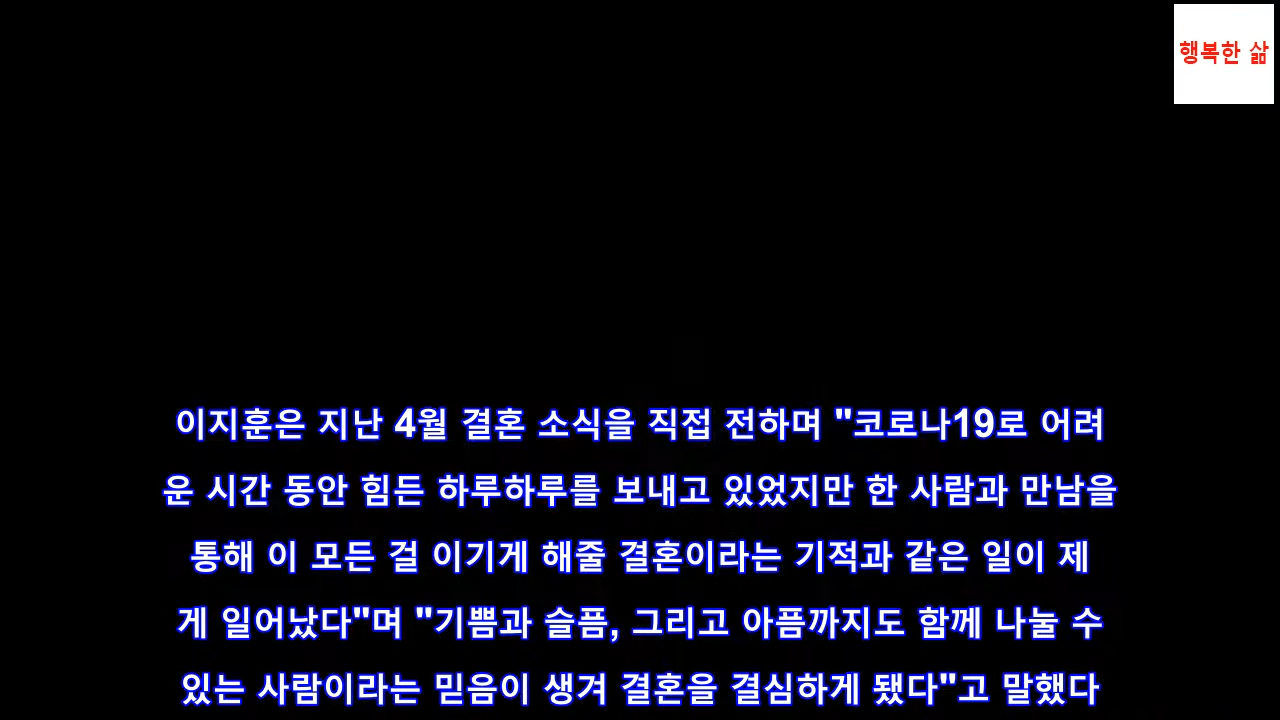 행복한 삶
이지훈은 지난 4월 결혼 소식을 직접 전하며 "코로나19로 어려
운 시간 동안 힘든 하루하루를 보내고 있었지만 한 사람과 만남을
통해 이 모든 걸 이기게 해줄 결혼이라는 기적과 같은 일이 제
게 일어났다"며 "기쁨과 슬픔, 그리고 아픔까지도 함께 나눌 수
있는 사람이라는 믿음이 생겨 결혼을 결심하게 됐다"고 말했다